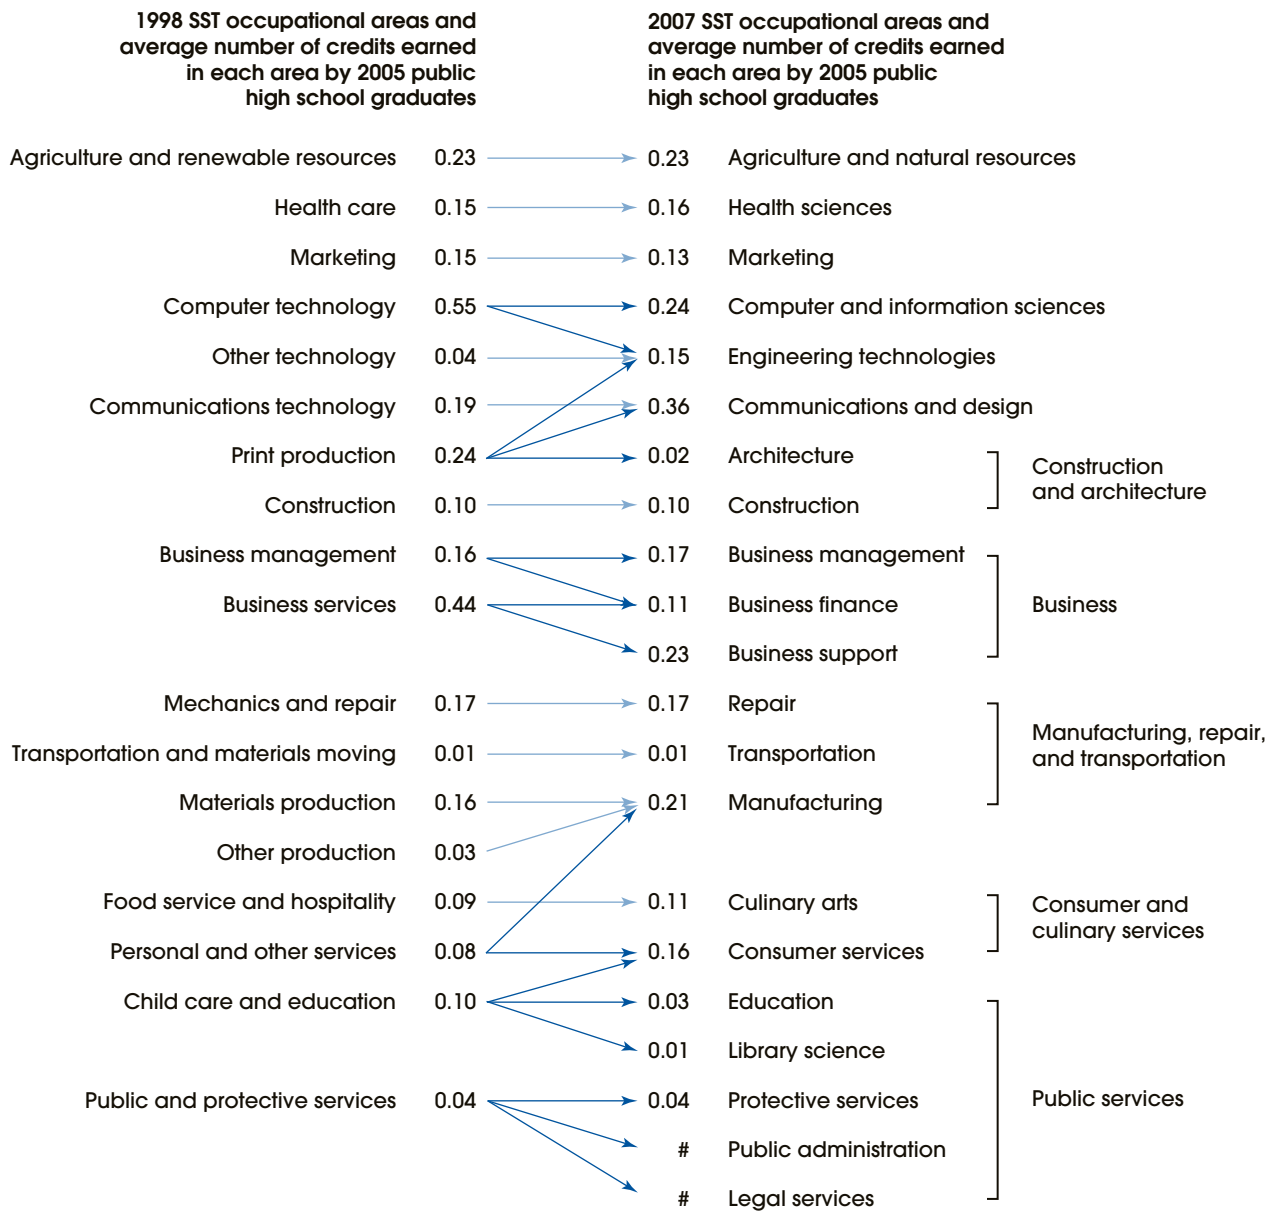 1998 SST occupational areas and
average number of credits earned
in each area by 2005 public
high school graduates
2007 SST occupational areas and
average number of credits earned
in each area by 2005 public
high school graduates
Agriculture and renewable resources 0.23 0.23 Agriculture and natural resources
Health care 0.15 0.16 Health sciences
Marketing 0.15 0.13 Marketing
Computer technology 0.55 0.24 Computer and information sciences
Other technology 0.04 0.15 Engineering technologies
Communications technology 0.19 0.36 Communications and design
Print production 0.24 0.02 Architecture
Construction
and architecture
Construction 0.10 0.10 Construction
Business management 0.16 0.17 Business management
Business services 0.44 0.11 Business finance Business
0.23 Business support
Mechanics and repair 0.17 0.17 Repair
Manufacturing, repair,
and transportation
Transportation and materials moving 0.01 0.01 Transportation
Materials production 0.16 0.21 Manufacturing
Other production 0.03
Food service and hospitality 0.09 0.11 Culinary arts
Consumer and
culinary services
Personal and other services 0.08 0.16 Consumer services
Child care and education 0.10 0.03 Education
0.01 Library science
Public and protective services 0.04 0.04 Protective services Public services
# Public administration
# Legal services